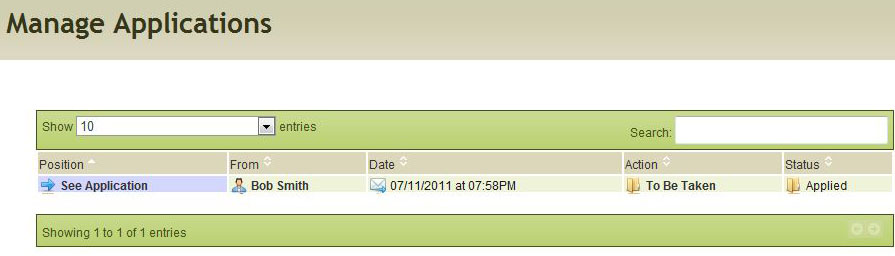 Manage Applications
Show 10 entries Search:
Position From Date Action Status
See Application Bob Smith 07/11/2011 at 07:58PM To Be Taken Applied
Showing 1 to 1 of 1 entries